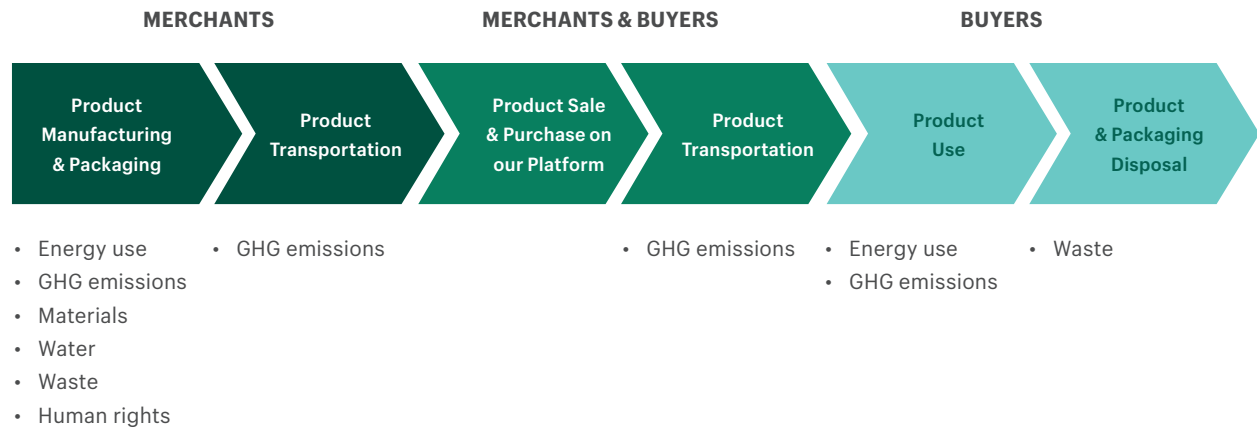 MERCHANTS
MERCHANTS & BUYERS
BUYERS
Product
Manufacturing
& Packaging
Product
Transportation
Product Sale
& Purchase on
our Platform
Product
Transportation
Product
Use
Product
& Packaging
Disposal
• Energy use
• GHG emissions
• Materials
• Water
• Waste
• Human rights
• GHG emissions
• GHG emissions
• Energy use
• GHG emissions
• Waste